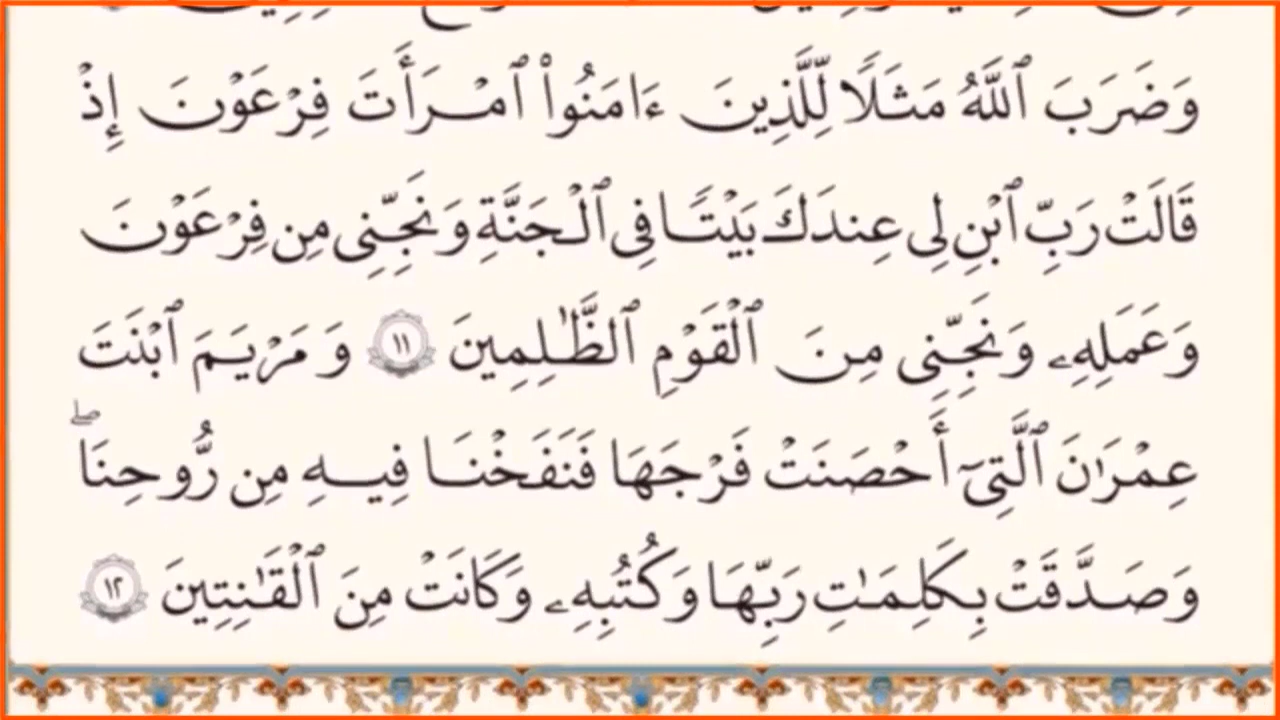 وَضَرَبَ ٱللَّهُ مَثَلًا لِّلَّذِينَ ءَامَنُوا۟ ٱمْرَأَتَ فِرْعَوْنَ إِذْ
قَالَتْ رَبِّ ٱبْنِ لِى عِندَكَ بَيْتًا فِى ٱلْجَنَّةِ وَنَجِّنِى مِن فِرْعَوْنَ
وَعَمَلِهِۦ وَنَجِّنِى مِنَ ٱلْقَوْمِ ٱلظَّٰلِمِينَ ١١ وَمَرْيَمَ ٱبْنَتَ
عِمْرَٰنَ ٱلَّتِىٓ أَحْصَنَتْ فَرْجَهَا فَنَفَخْنَا فِيهِ مِن رُّوحِنَا ۖ
وَصَدَّقَتْ بِكَلِمَٰتِ رَبِّهَا وَكُتُبِهِۦ وَكَانَتْ مِنَ ٱلْقَٰنِتِينَ ١٢